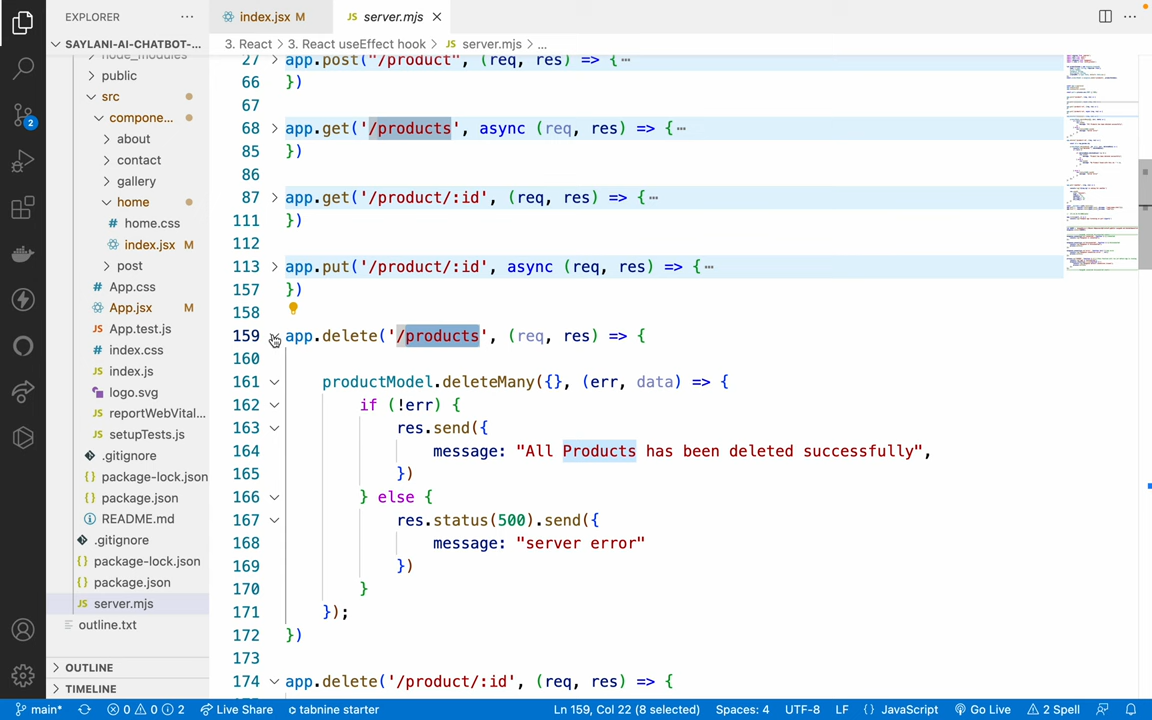 EXPLORER ...
SAYLANI-AI-CHATBOT-...
node_modules
public
src
compone...
about
contact
gallery
home
home.css
index.jsx M
post
App.css
App.jsx M
App.test.js
index.css
index.js
logo.svg
reportWebVital...
setupTests.js
.gitignore
package-lock.json
package.json
README.md
.gitignore
package-lock.json
package.json
server.mjs
outline.txt
OUTLINE
TIMELINE
2
index.jsx M
server.mjs
3. React > 3. React useEffect hook > JS server.mjs > ...
27 app.post("/product", (req, res) => {...
66 })
67
68 app.get('/products', async (req, res) => {...
85 })
86
87 app.get('/product/:id', (req, res) => {...
111 })
112
113 app.put('/product/:id', async (req, res) => {...
157 })
158
159 app.delete('/products', (req, res) => {
160
161 productModel.deleteMany({}, (err, data) => {
162 if (!err) {
163 res.send({
164 message: "All Products has been deleted successfully",
165 })
166 } else {
167 res.status(500).send({
168 message: "server error"
169 })
170 }
171 });
172 })
173
174 app.delete('/product/:id', (req, res) => {
main* 0 0 2 Live Share tabnine starter Ln 159, Col 22 (8 selected) Spaces: 4 UTF-8 LF {} JavaScript Go Live 2 Spell